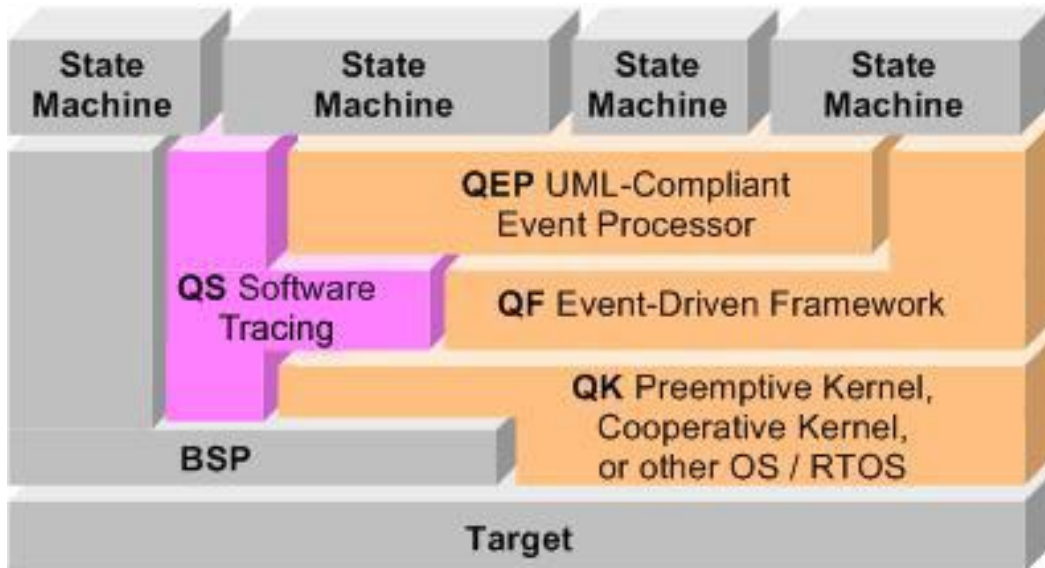 State
Machine
State
Machine
State
Machine
State
Machine
QEP UML-Compliant
Event Processor
QS Software
Tracing
QF Event-Driven Framework
QK Preemptive Kernel,
Cooperative Kernel,
or other OS / RTOS
BSP
Target